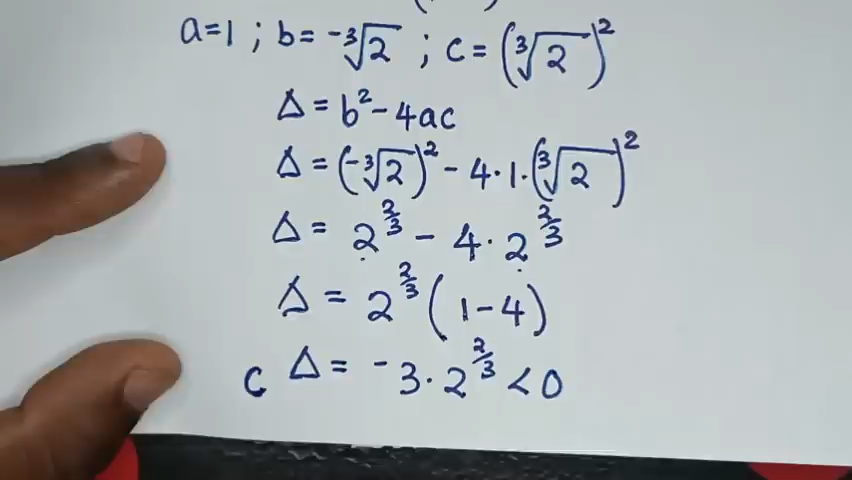 a=1 ; b= -∛2 ; c= (∛2)²
Δ = b² - 4ac
Δ = (-∛2)² - 4·1·(∛2)²
Δ = 2^(2/3) - 4·2^(2/3)
Δ = 2^(2/3) (1-4)
C Δ = -3·2^(2/3) < 0